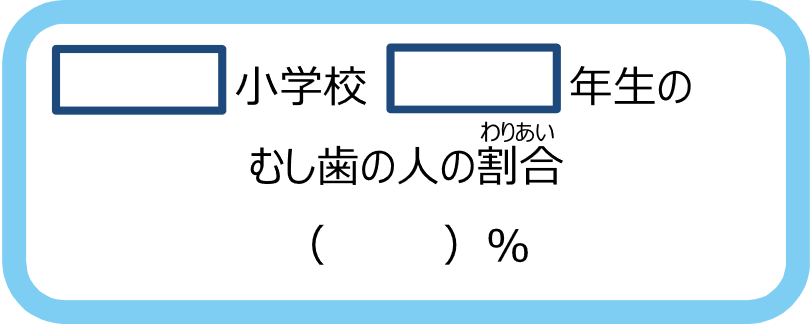 小学校 年生の
わりあい
むし歯の人の割合
( ) %